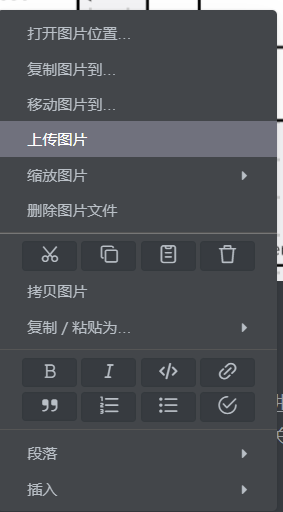 打开图片位置...
复制图片到...
移动图片到...
上传图片
缩放图片
删除图片文件
拷贝图片
复制 / 粘贴为...
B I </>
段落
插入